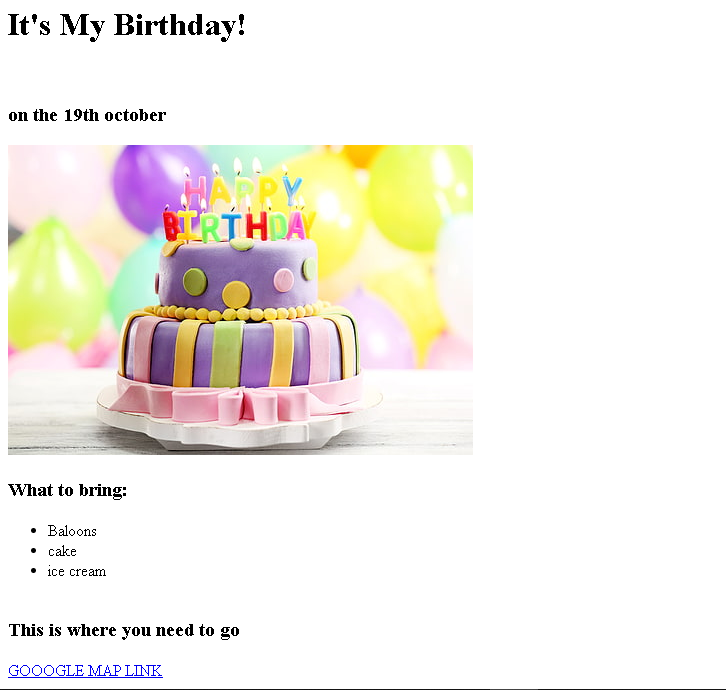 It's My Birthday!
on the 19th october
HAPPY
BIRTHDAY
What to bring:
Baloons
cake
ice cream
This is where you need to go
GOOOGLE MAP LINK